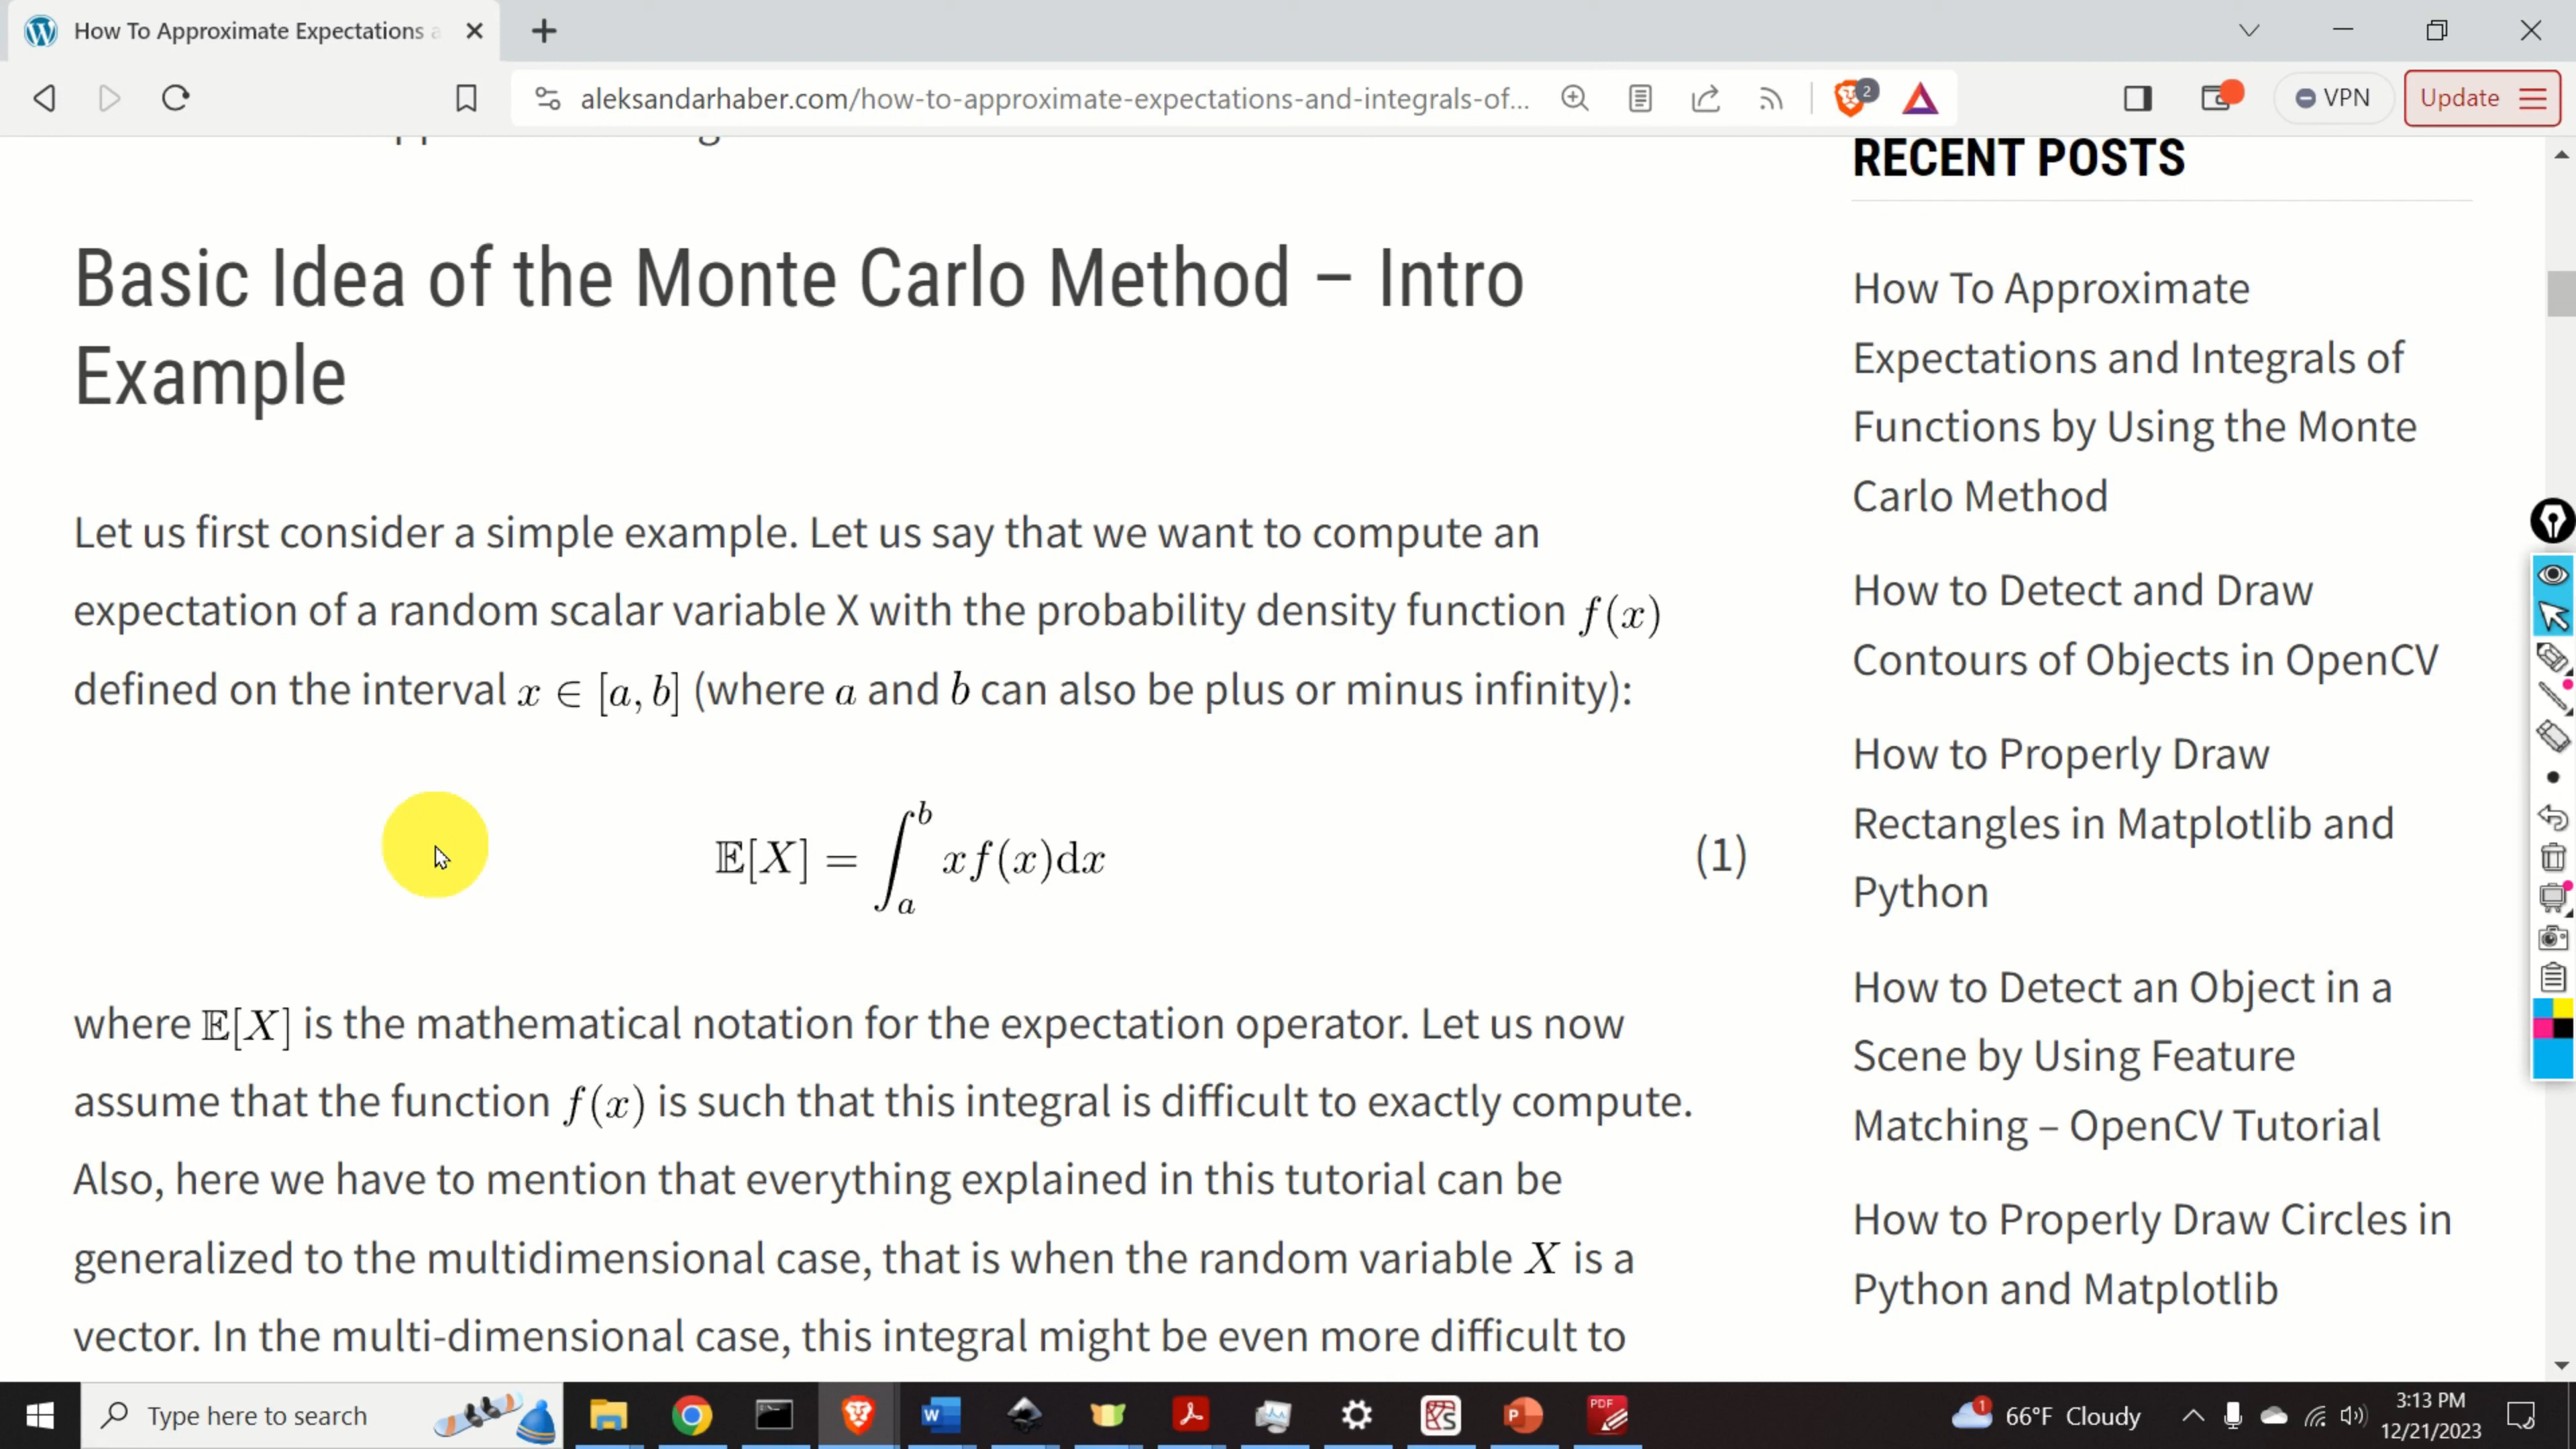 How To Approximate Expectations a
aleksandarhaber.com/how-to-approximate-expectations-and-integrals-of...
2
VPN
Update
RECENT POSTS
Basic Idea of the Monte Carlo Method – Intro
Example
Let us first consider a simple example. Let us say that we want to compute an
expectation of a random scalar variable X with the probability density function f(x)
defined on the interval x ∈ [a, b] (where a and b can also be plus or minus infinity):
𝔼[X] = ∫_a^b xf(x)dx (1)
where 𝔼[X] is the mathematical notation for the expectation operator. Let us now
assume that the function f(x) is such that this integral is difficult to exactly compute.
Also, here we have to mention that everything explained in this tutorial can be
generalized to the multidimensional case, that is when the random variable X is a
vector. In the multi-dimensional case, this integral might be even more difficult to
How To Approximate
Expectations and Integrals of
Functions by Using the Monte
Carlo Method
How to Detect and Draw
Contours of Objects in OpenCV
How to Properly Draw
Rectangles in Matplotlib and
Python
How to Detect an Object in a
Scene by Using Feature
Matching – OpenCV Tutorial
How to Properly Draw Circles in
Python and Matplotlib
Type here to search
W
P
PDF
1
66°F Cloudy
3:13 PM
12/21/2023